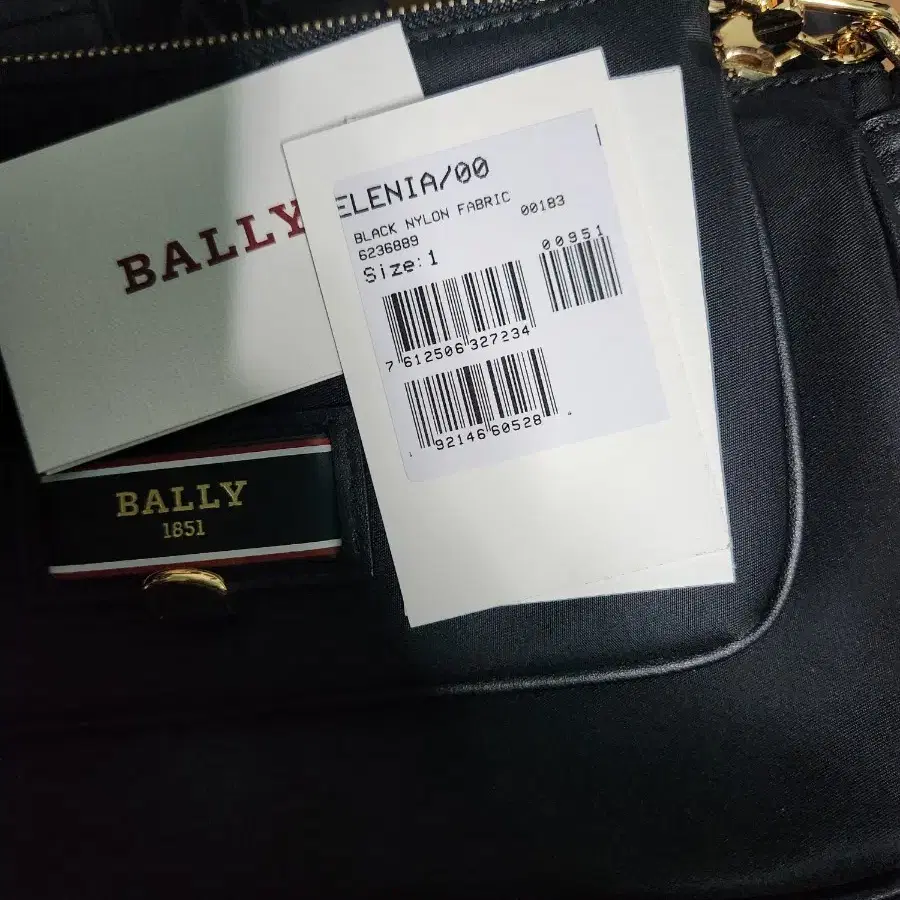 BALLY
ELENIA/00
BLACK NYLON FABRIC 00183
6236889
Size:1
00951
7 612506 327234
92146 60528
BALLY
1851